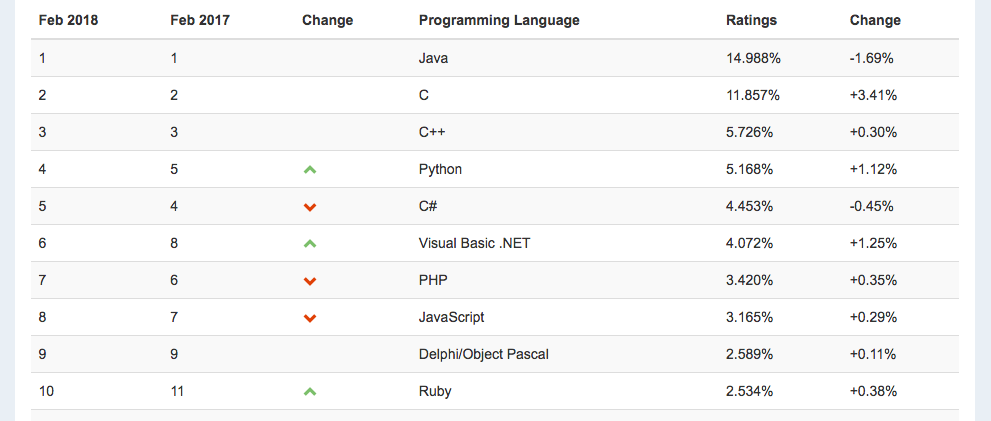 Feb 2018 Feb 2017 Change Programming Language Ratings Change
1 1 Java 14.988% -1.69%
2 2 C 11.857% +3.41%
3 3 C++ 5.726% +0.30%
4 5 Python 5.168% +1.12%
5 4 C# 4.453% -0.45%
6 8 Visual Basic .NET 4.072% +1.25%
7 6 PHP 3.420% +0.35%
8 7 JavaScript 3.165% +0.29%
9 9 Delphi/Object Pascal 2.589% +0.11%
10 11 Ruby 2.534% +0.38%